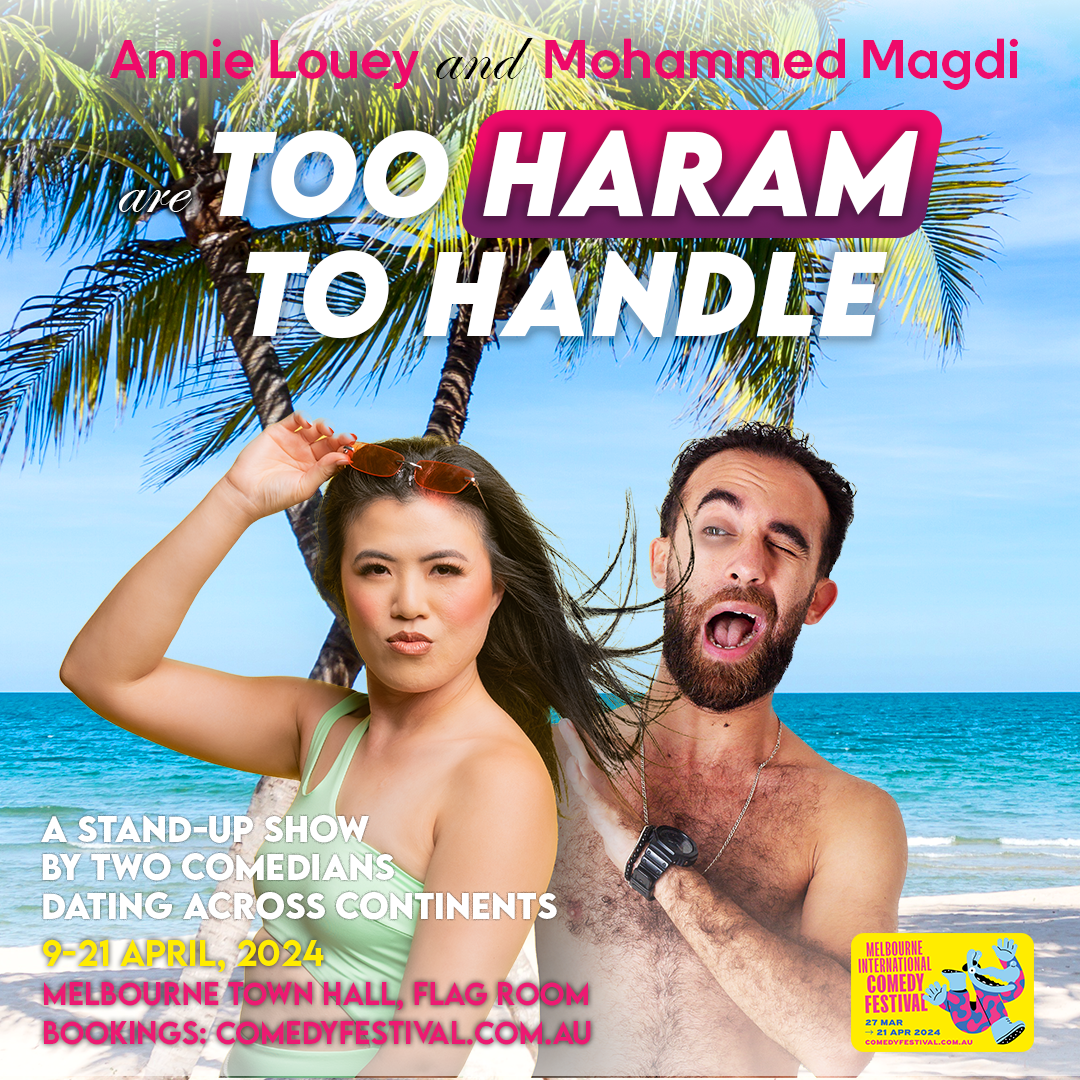 Annie Louey and Mohammed Magdi
are TOO HARAM
TO HANDLE
A STAND-UP SHOW
BY TWO COMEDIANS
DATING ACROSS CONTINENTS
9-21 APRIL, 2024
MELBOURNE TOWN HALL, FLAG ROOM
BOOKINGS: COMEDYFESTIVAL.COM.AU
MELBOURNE
INTERNATIONAL
COMEDY
FESTIVAL
27 MAR
→ 21 APR 2024
COMEDYFESTIVAL.COM.AU